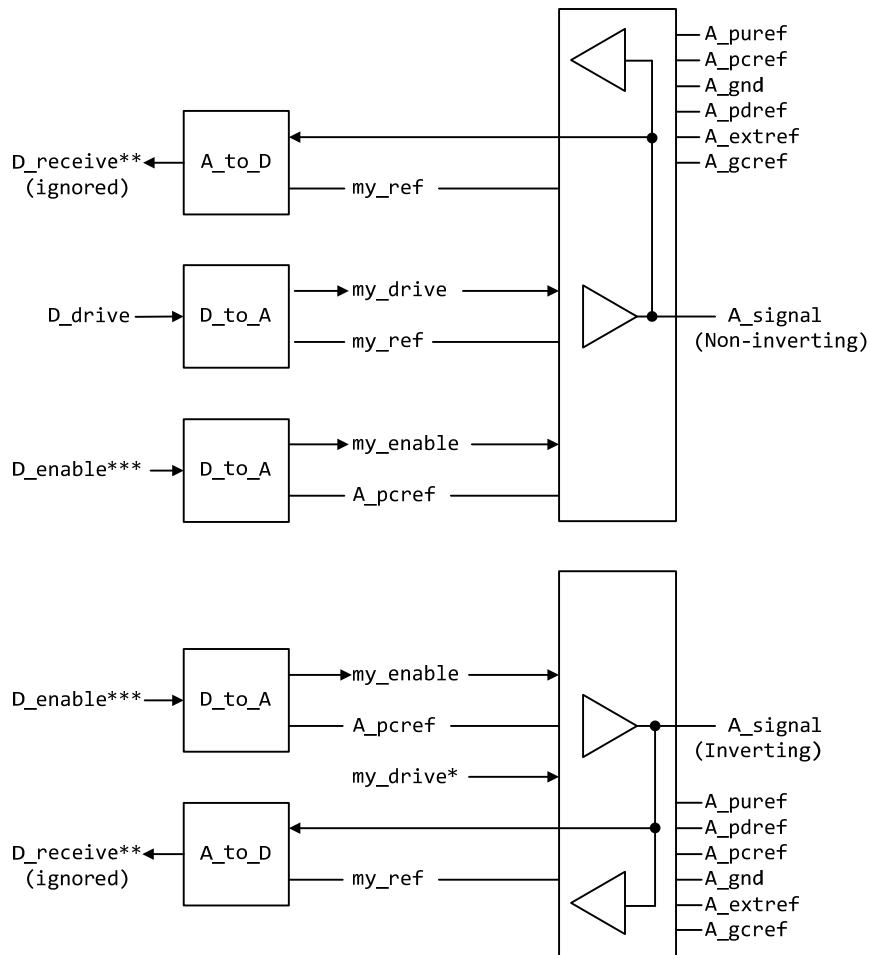 A_puref
A_pcref
A_gnd
A_pdref
A_extref
A_gcref
D_receive**
(ignored)
A_to_D
my_ref
D_drive
D_to_A
my_drive
my_ref
A_signal
(Non-inverting)
D_enable***
D_to_A
my_enable
A_pcref
D_enable***
D_to_A
my_enable
A_pcref
my_drive*
A_signal
(Inverting)
D_receive**
(ignored)
A_to_D
my_ref
A_puref
A_pdref
A_pcref
A_gnd
A_extref
A_gcref